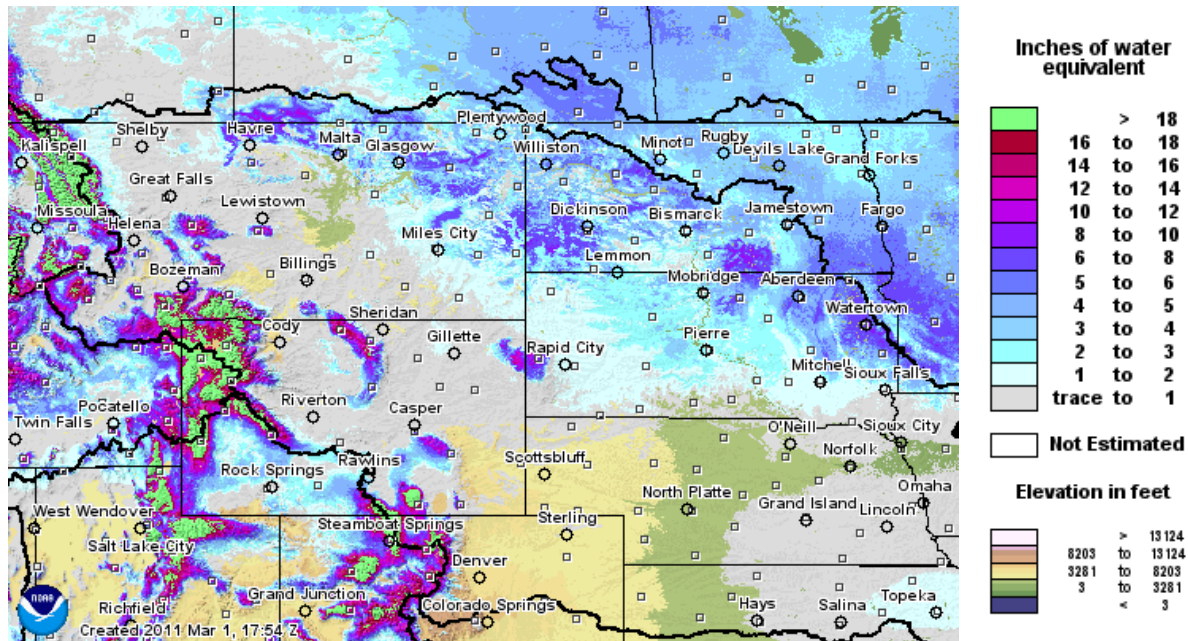 Shelby
Havre
Plentywood
Kalispell
Malta
Glasgow
Williston
Minot
Rugby
Devils Lake
Grand Forks
Great Falls
Lewistown
Missoula
Helena
Miles City
Dickinson
Bismarck
Jamestown
Fargo
Bozeman
Billings
Lemmon
Mobridge
Aberdeen
Cody
Sheridan
Gillette
Rapid City
Pierre
Watertown
Mitchell
Sioux Falls
Pocatello
Twin Falls
Riverton
Casper
O'Neill
Sioux City
Norfolk
Rock Springs
Rawlins
Scottsbluff
North Platte
Grand Island
Omaha
Lincoln
West Wendover
Salt Lake City
Steamboat Springs
Sterling
Denver
Richfield
Grand Junction
Colorado Springs
Hays
Salina
Topeka
NOAA
Created 2011 Mar 1, 17:54 Z
Inches of water
equivalent
> 18
16 to 18
14 to 16
12 to 14
10 to 12
8 to 10
6 to 8
5 to 6
4 to 5
3 to 4
2 to 3
1 to 2
trace to 1
Not Estimated
Elevation in feet
> 13124
8203 to 13124
3281 to 8203
3 to 3281
< 3